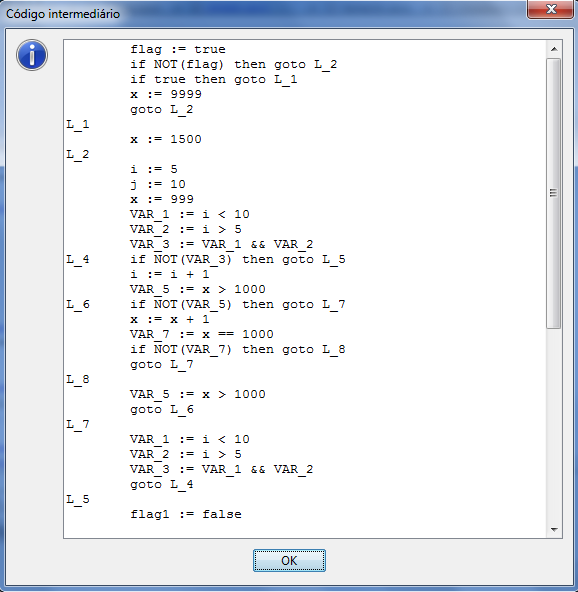 Código intermediário
flag := true
if NOT(flag) then goto L_2
if true then goto L_1
x := 9999
goto L_2
L_1
x := 1500
L_2
i := 5
j := 10
x := 999
VAR_1 := i < 10
VAR_2 := i > 5
VAR_3 := VAR_1 && VAR_2
L_4 if NOT(VAR_3) then goto L_5
i := i + 1
VAR_5 := x > 1000
L_6 if NOT(VAR_5) then goto L_7
x := x + 1
VAR_7 := x == 1000
if NOT(VAR_7) then goto L_8
goto L_7
L_8
VAR_5 := x > 1000
goto L_6
L_7
VAR_1 := i < 10
VAR_2 := i > 5
VAR_3 := VAR_1 && VAR_2
goto L_4
L_5
flag1 := false
OK